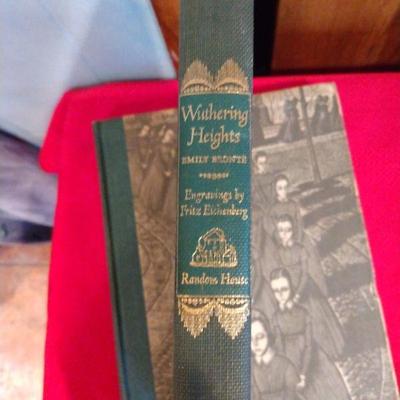 Wuthering
Heights
EMILY BRONTË
Engravings by
Fritz Eichenberg
Random House